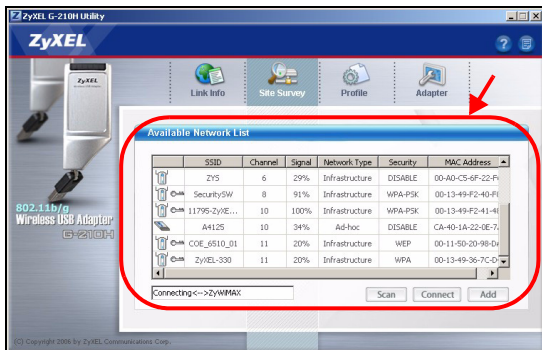 ZyXEL G-210H Utility
ZyXEL
ZyXEL
Link Info Site Survey Profile Adapter
Available Network List
SSID Channel Signal Network Type Security MAC Address
ZYS 6 29% Infrastructure DISABLE 00-A0-C5-6F-22-F
SecuritySW 8 91% Infrastructure WPA-PSK 00-13-49-F2-40-F
11795-ZyXE... 10 100% Infrastructure WPA-PSK 00-13-49-F2-41-4
A4125 10 34% Ad-hoc DISABLE CA-40-1A-22-0E-7
COE_6510_01 11 20% Infrastructure WEP 00-11-50-20-98-D
ZyXEL-330 11 20% Infrastructure WPA 00-13-49-36-7C-D
802.11b/g
Wireless USB Adapter
G-210H
Connecting<-->ZyWiMAX
Scan Connect Add
(C) Copyright 2006 by ZyXEL Communications Corp.